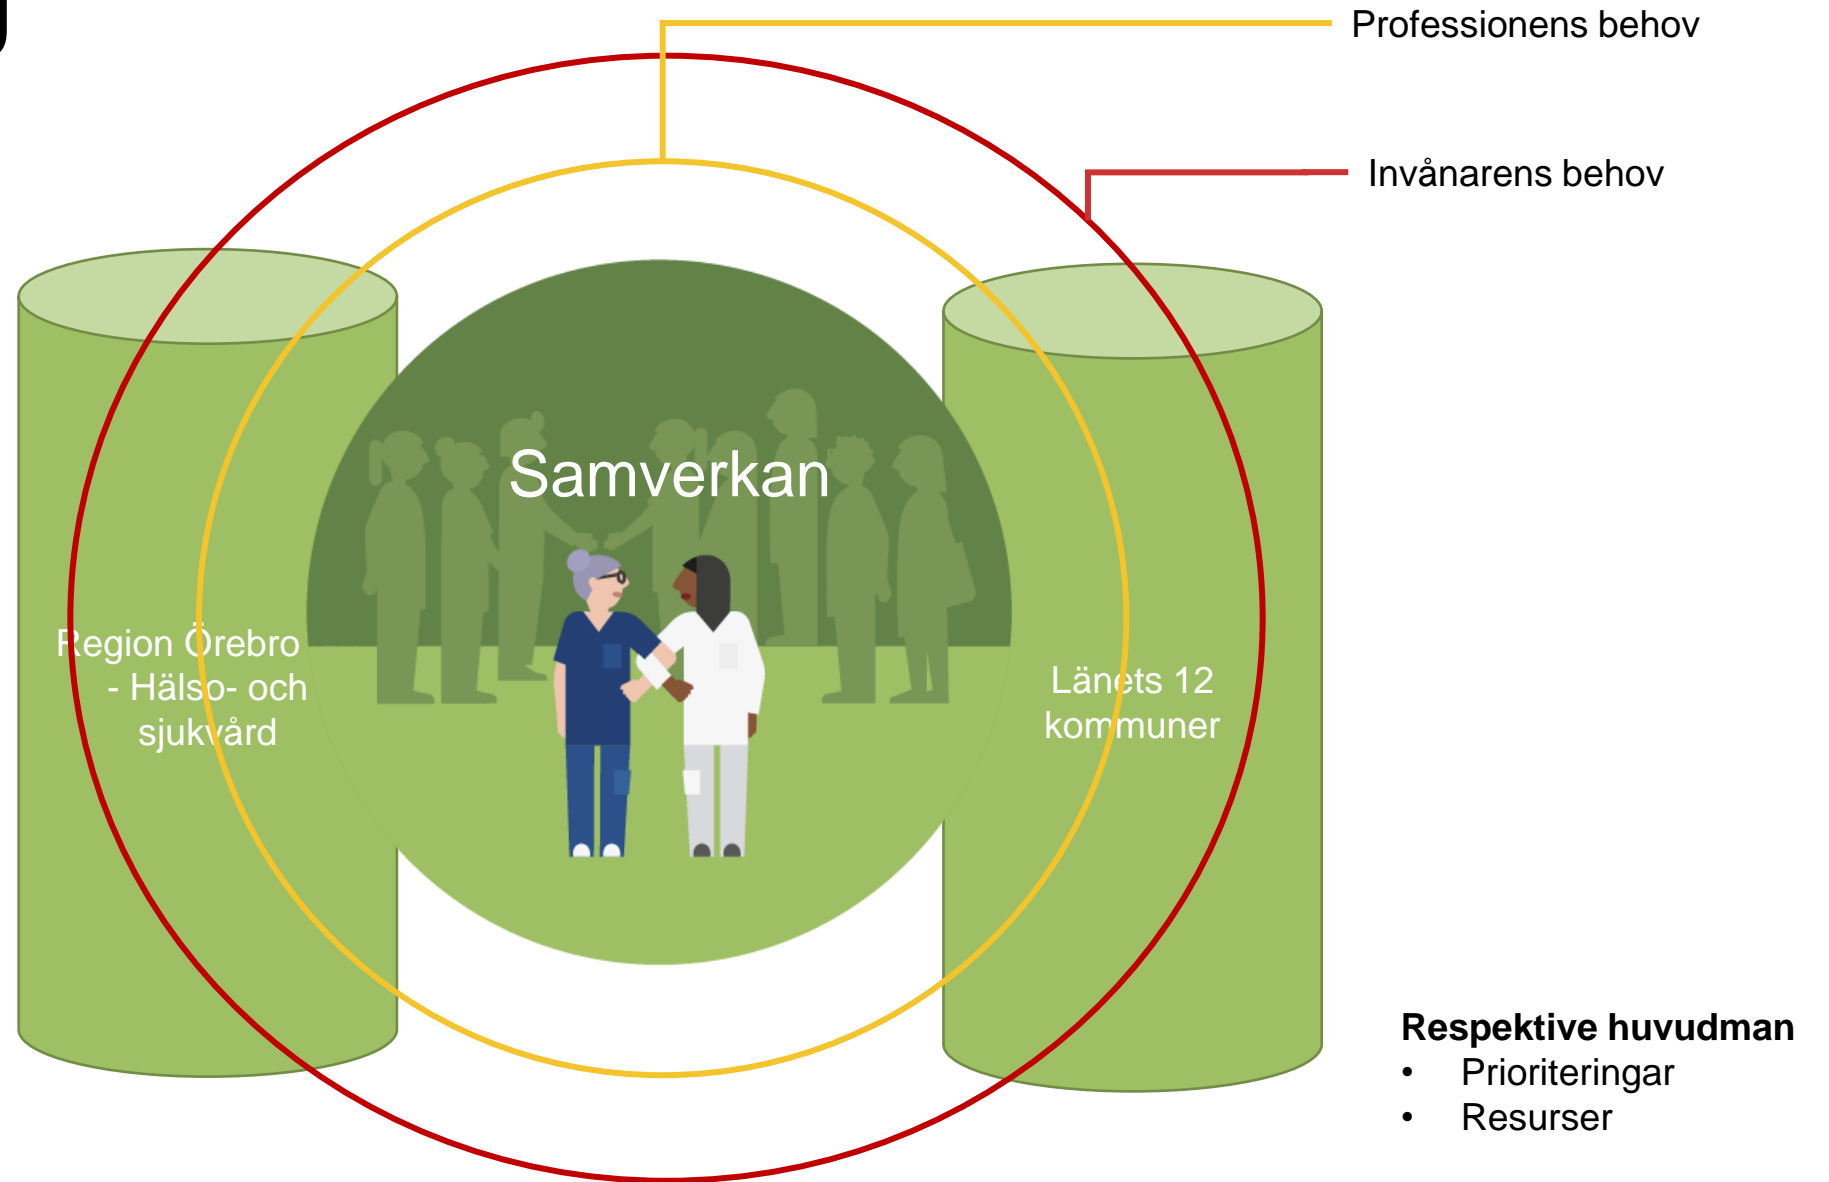 Professionens behov
Invånarens behov
Samverkan
Region Örebro
- Hälso- och
sjukvård
Länets 12
kommuner
Respektive huvudman
• Prioriteringar
• Resurser